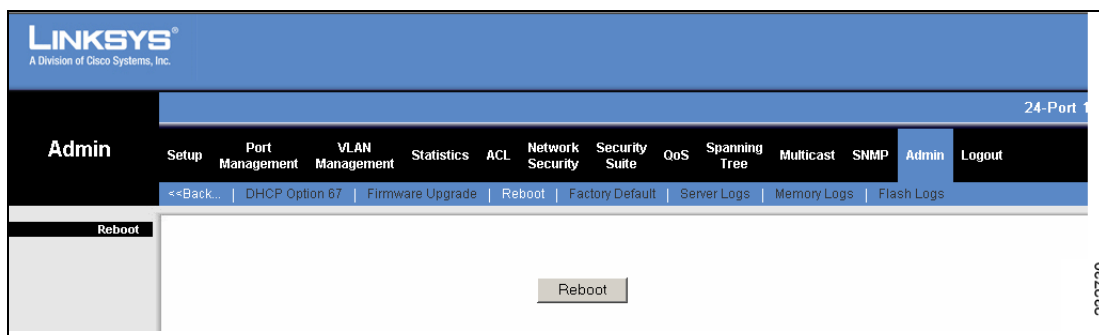 LINKSYS®
A Division of Cisco Systems, Inc.
24-Port
Admin
Setup Port Management VLAN Management Statistics ACL Network Security Security Suite QoS Spanning Tree Multicast SNMP Admin Logout
<<Back... | DHCP Option 67 | Firmware Upgrade | Reboot | Factory Default | Server Logs | Memory Logs | Flash Logs
Reboot
Reboot